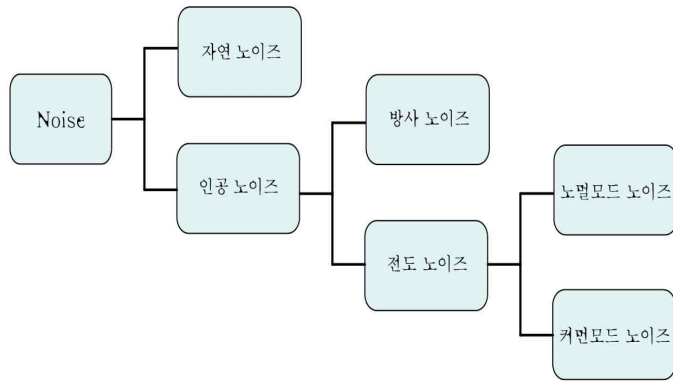 Noise
자연 노이즈
인공 노이즈
방사 노이즈
전도 노이즈
노멀모드 노이즈
커먼모드 노이즈